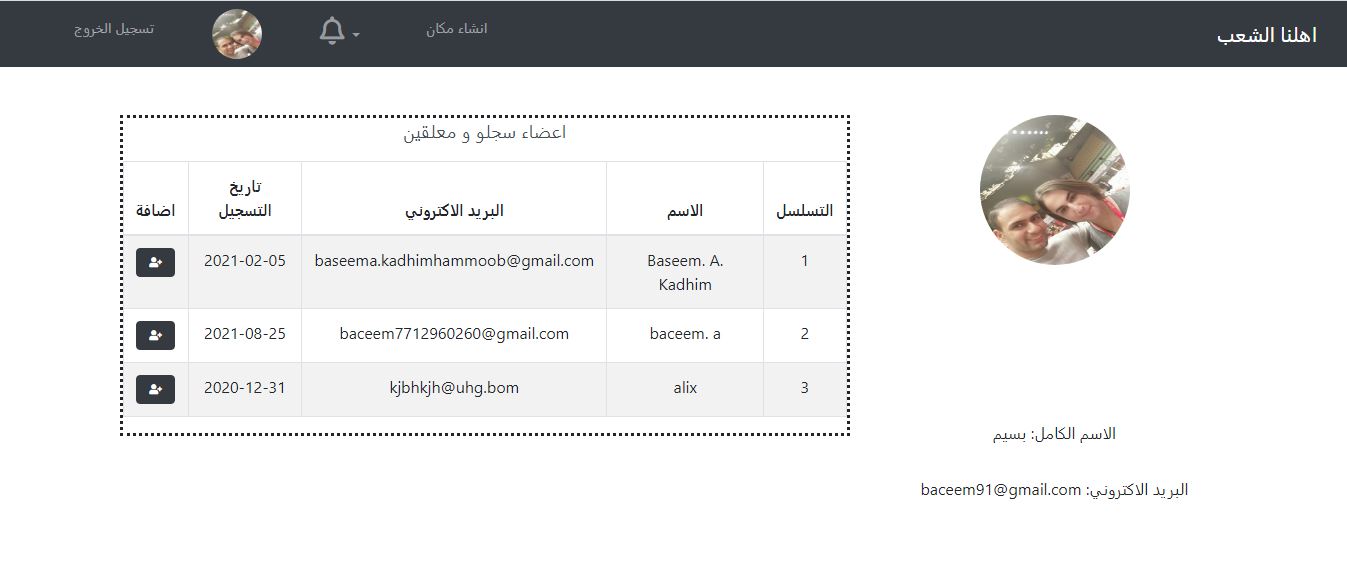 اهلنا الشعب
انشاء مكان
تسجيل الخروج
اعضاء سجلو و معلقين
التسلسل الاسم البريد الاكتروني تاريخ التسجيل اضافة
1 Baseem. A. Kadhim baseema.kadhimhammoob@gmail.com 2021-02-05
2 baceem. a baceem7712960260@gmail.com 2021-08-25
3 alix kjbhkjh@uhg.bom 2020-12-31
الاسم الكامل: بسيم
البريد الاكتروني: baceem91@gmail.com